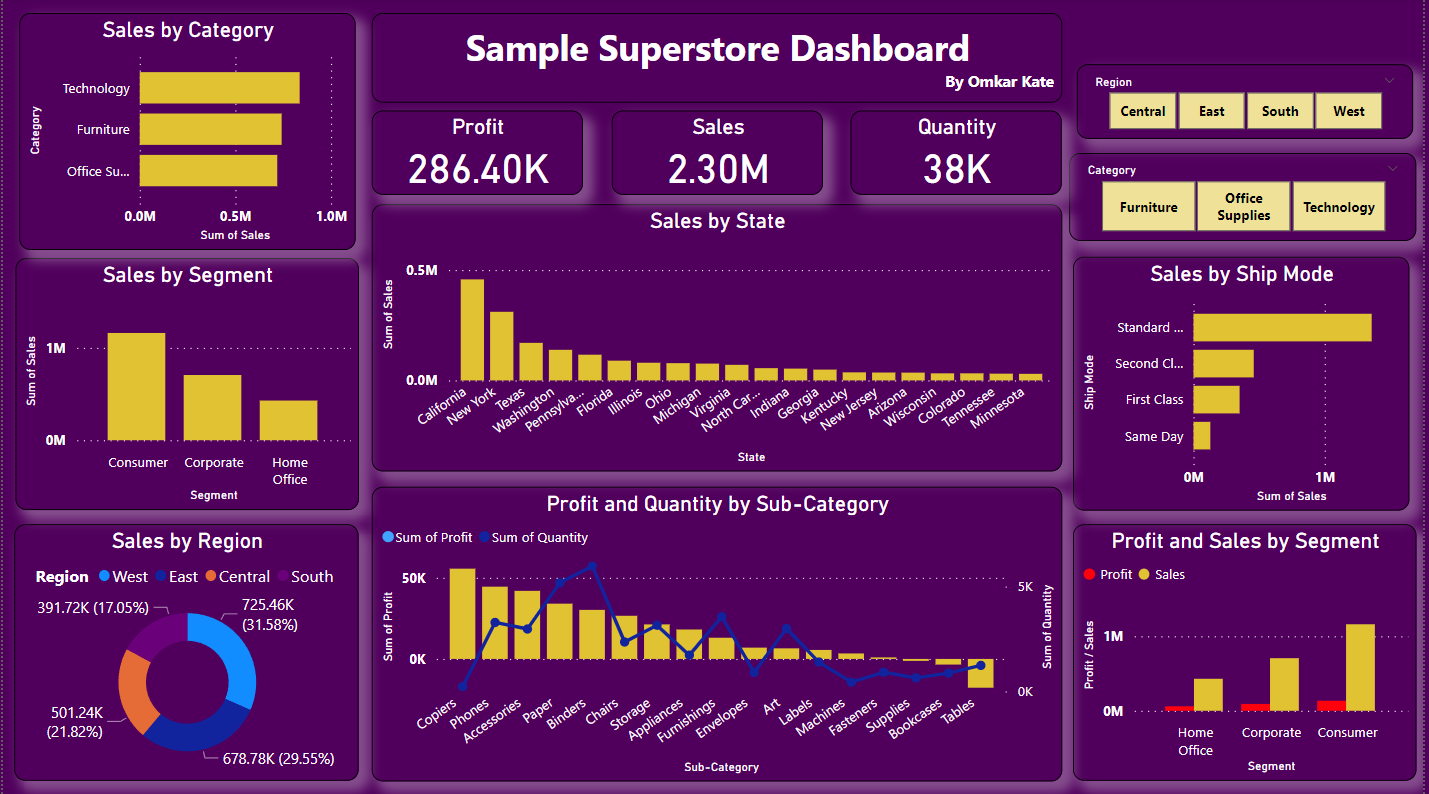 Sales by Category
Category
Technology
Furniture
Office Su...
0.0M 0.5M 1.0M
Sum of Sales
Sample Superstore Dashboard
By Omkar Kate
Profit
286.40K
Sales
2.30M
Quantity
38K
Region
Central East South West
Category
Furniture
Office
Supplies
Technology
Sales by Segment
Sum of Sales
1M
0M
Consumer
Corporate
Home
Office
Segment
Sales by State
Sum of Sales
0.5M
0.0M
California
New York
Texas
Washington
Pennsylva...
Florida
Illinois
Ohio
Michigan
Virginia
North Car...
Indiana
Georgia
Kentucky
New Jersey
Arizona
Wisconsin
Colorado
Tennessee
Minnesota
State
Sales by Ship Mode
Ship Mode
Standard ...
Second Cl...
First Class
Same Day
0M 1M
Sum of Sales
Sales by Region
Region West East Central South
391.72K (17.05%)
725.46K
(31.58%)
501.24K
(21.82%)
678.78K (29.55%)
Profit and Quantity by Sub-Category
Sum of Profit Sum of Quantity
Sum of Profit
50K
0K
5K
0K
Sum of Quantity
Copiers
Phones
Accessories
Paper
Binders
Chairs
Storage
Appliances
Furnishings
Envelopes
Art
Labels
Machines
Fasteners
Supplies
Bookcases
Tables
Sub-Category
Profit and Sales by Segment
Profit Sales
Profit / Sales
1M
0M
Home
Office
Corporate
Consumer
Segment